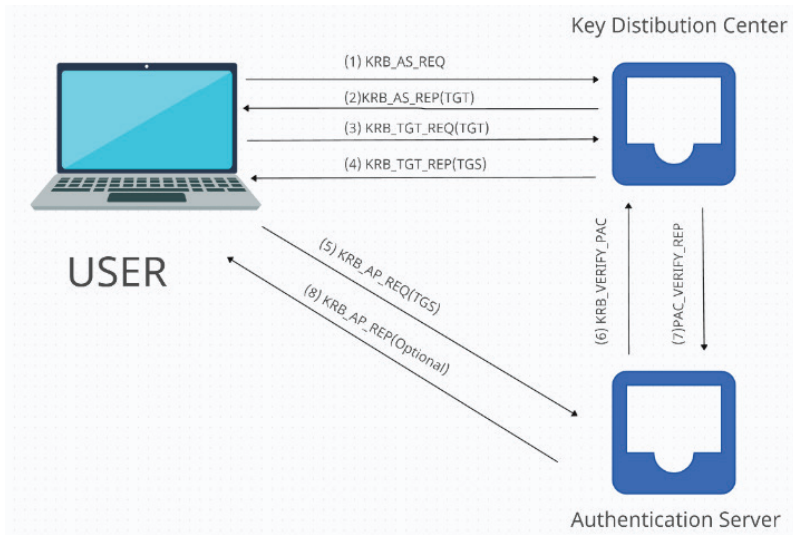 Key Distibution Center
(1) KRB_AS_REQ
(2)KRB_AS_REP(TGT)
(3) KRB_TGT_REQ(TGT)
(4) KRB_TGT_REP(TGS)
USER
(5) KRB_AP_REQ(TGS)
(8) KRB_AP_REP(Optional)
(6) KRB_VERIFY_PAC
(7)PAC_VERIFY_REP
Authentication Server